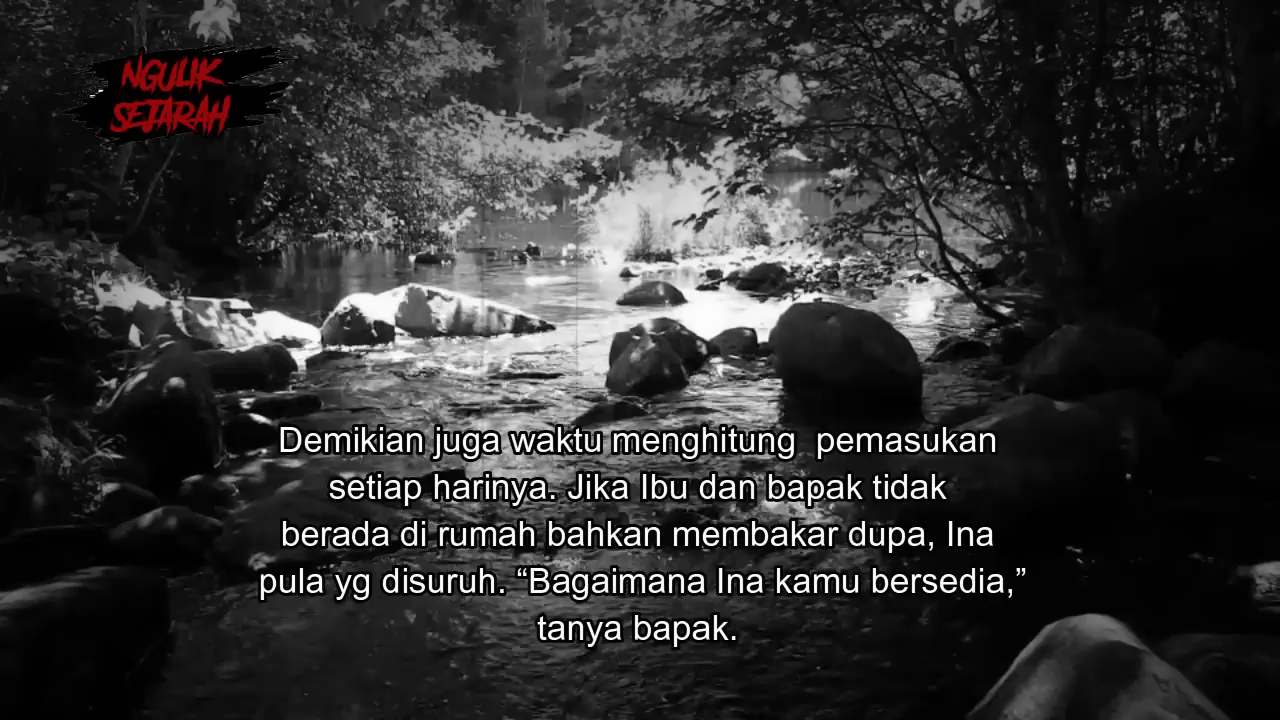 NGULIK
SEJARAH
Demikian juga waktu menghitung  pemasukan
setiap harinya. Jika Ibu dan bapak tidak
berada di rumah bahkan membakar dupa, Ina
pula yg disuruh. “Bagaimana Ina kamu bersedia,”
tanya bapak.